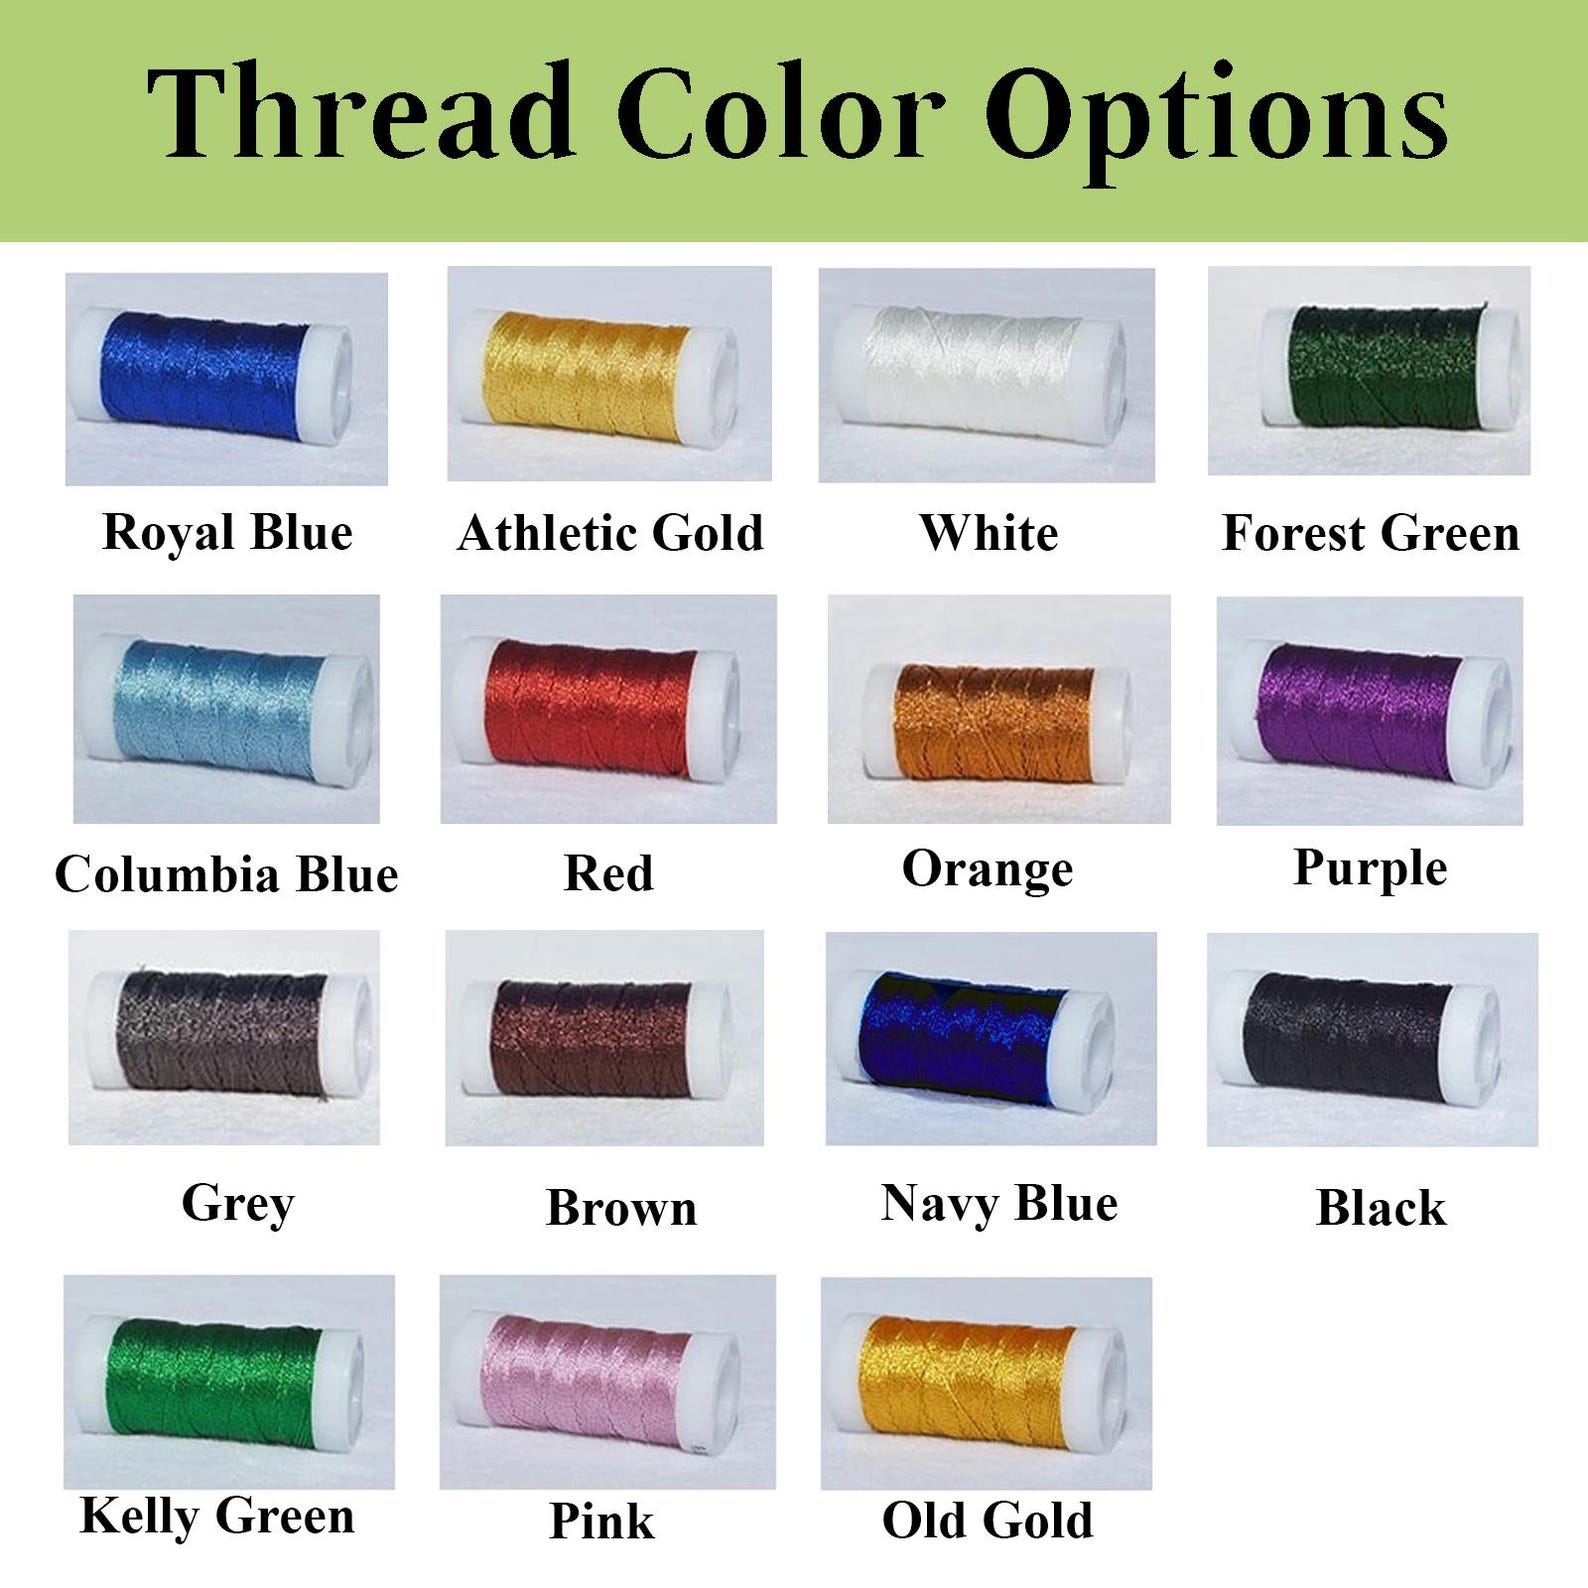 Thread Color Options
Royal Blue
Athletic Gold
White
Forest Green
Columbia Blue
Red
Orange
Purple
Grey
Brown
Navy Blue
Black
Kelly Green
Pink
Old Gold